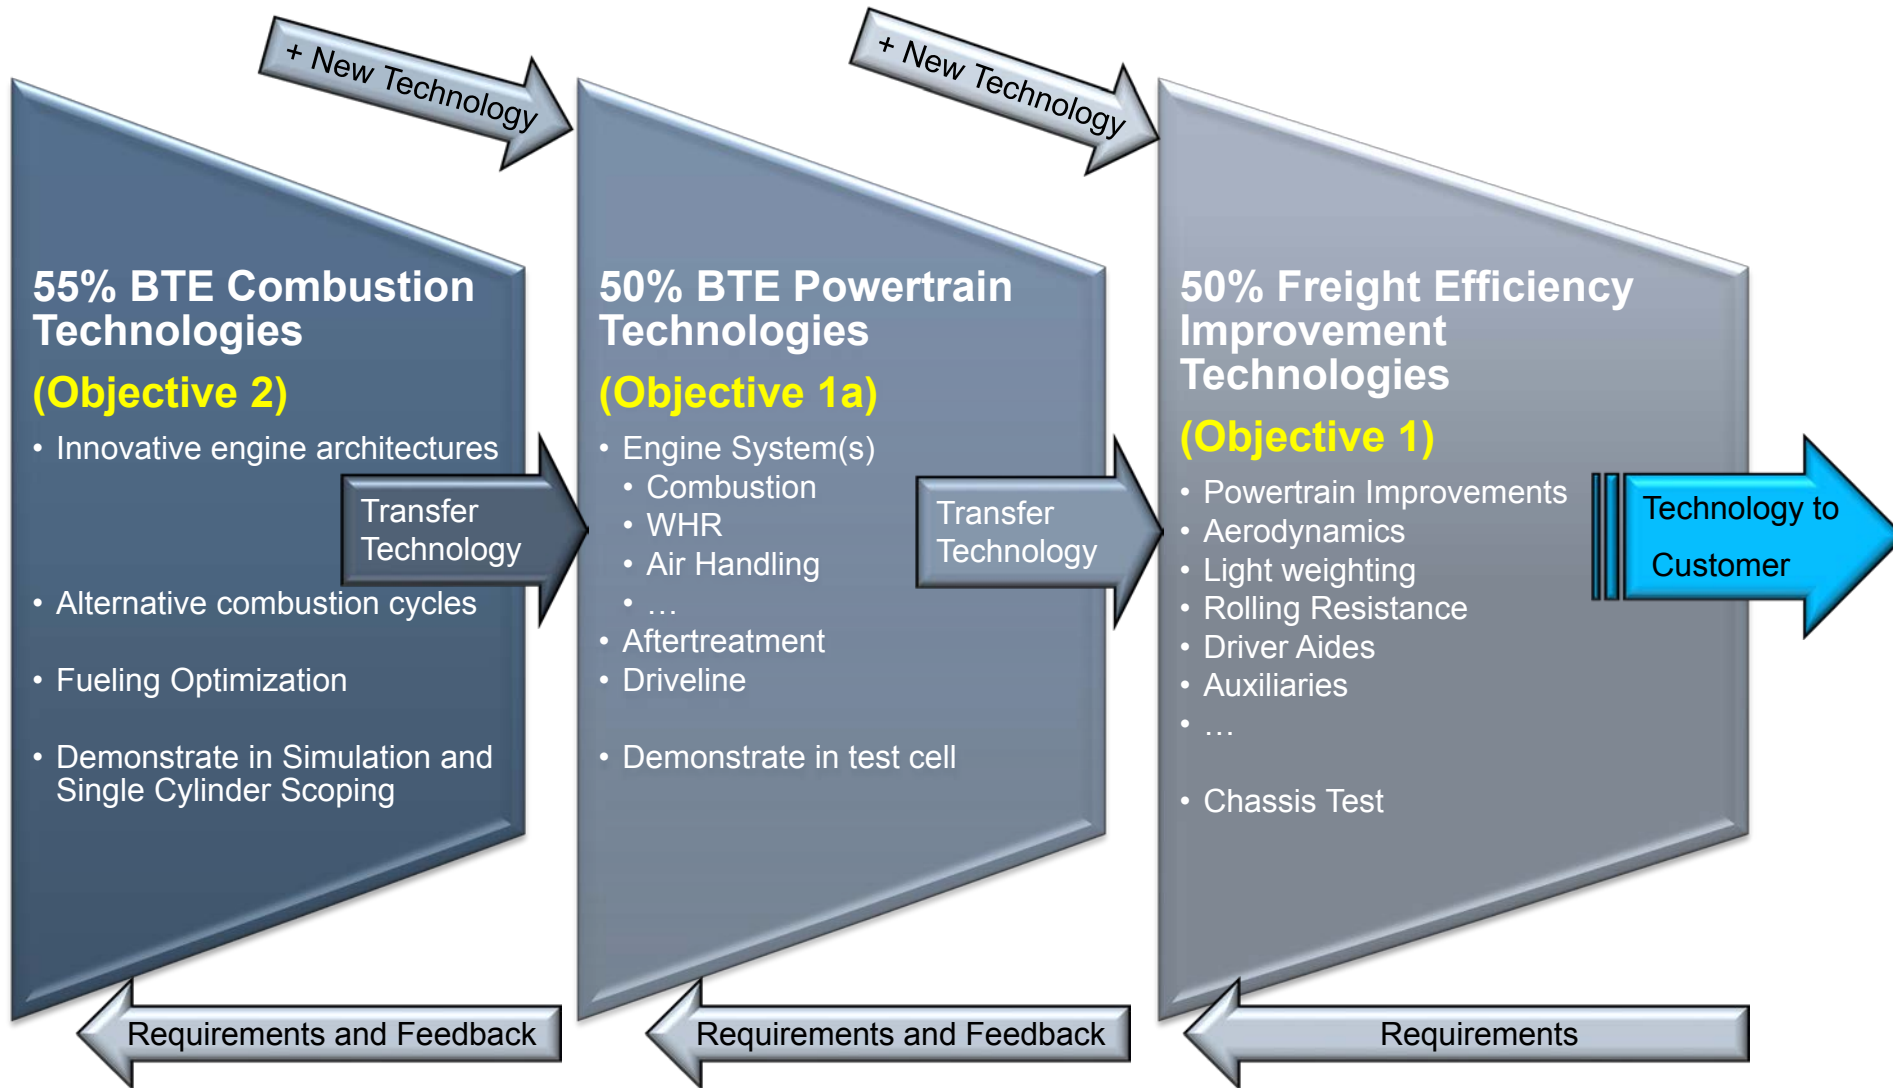 + New Technology
+ New Technology
55% BTE Combustion
Technologies
(Objective 2)
• Innovative engine architectures
• Alternative combustion cycles
• Fueling Optimization
• Demonstrate in Simulation and
Single Cylinder Scoping
Transfer
Technology
50% BTE Powertrain
Technologies
(Objective 1a)
• Engine System(s)
• Combustion
• WHR
• Air Handling
• …
• Aftertreatment
• Driveline
• Demonstrate in test cell
Transfer
Technology
50% Freight Efficiency
Improvement
Technologies
(Objective 1)
• Powertrain Improvements
• Aerodynamics
• Light weighting
• Rolling Resistance
• Driver Aides
• Auxiliaries
• …
• Chassis Test
Technology to
Customer
Requirements and Feedback
Requirements and Feedback
Requirements